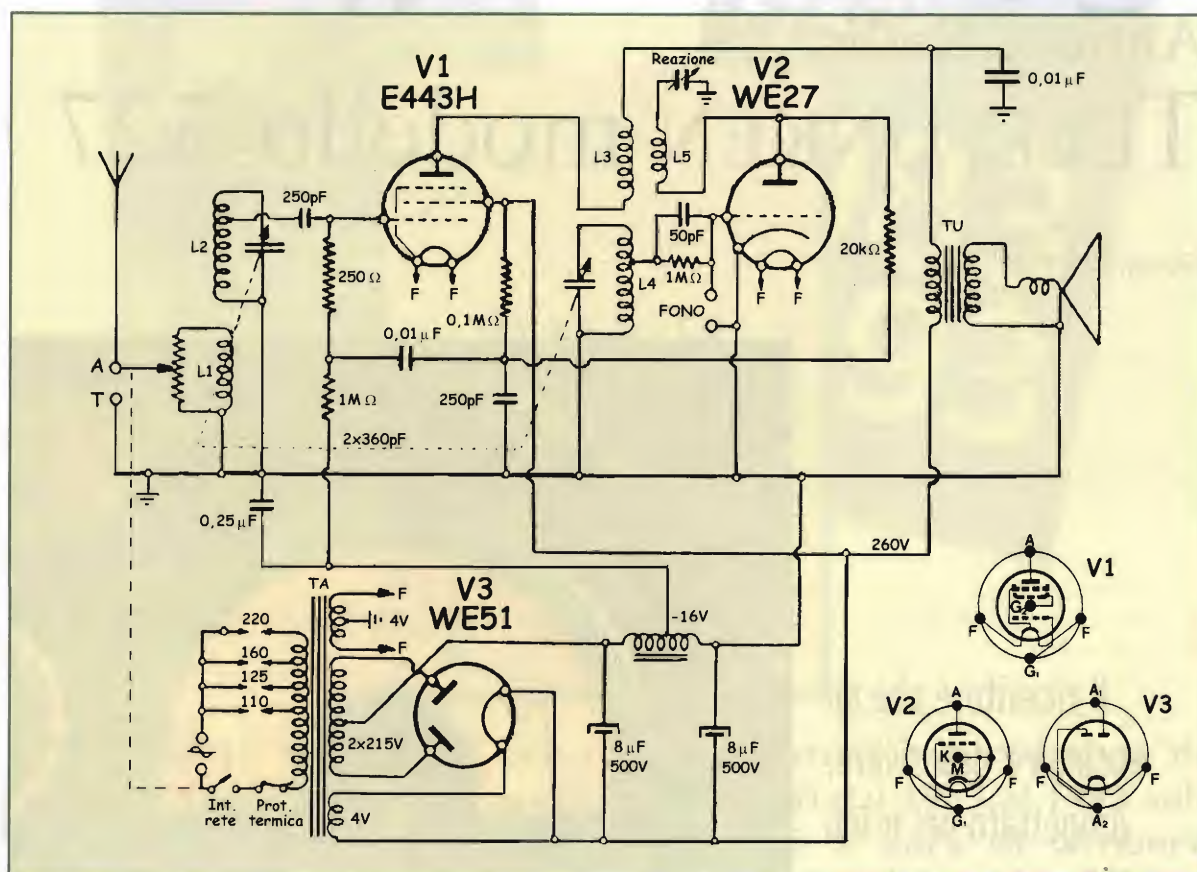 V1
E443H
Reazione
V2
WE27
0,01µF
L3
L5
250pF
L2
250Ω
F F
0,1MΩ
50pF
1MΩ
L4
FONO
F F
20kΩ
TU
0,01µF
A
T
L1
1MΩ
250pF
2x360pF
0,25µF
260V
TA
V3
WE51
-16V
220
160
125
110
F
4V
F
2x215V
4V
Int. rete
Prot. termica
8µF
500V
8µF
500V
A
V1
G2
F F
G1
V2
A
K
M
F F
G1
A1
V3
F F
A2